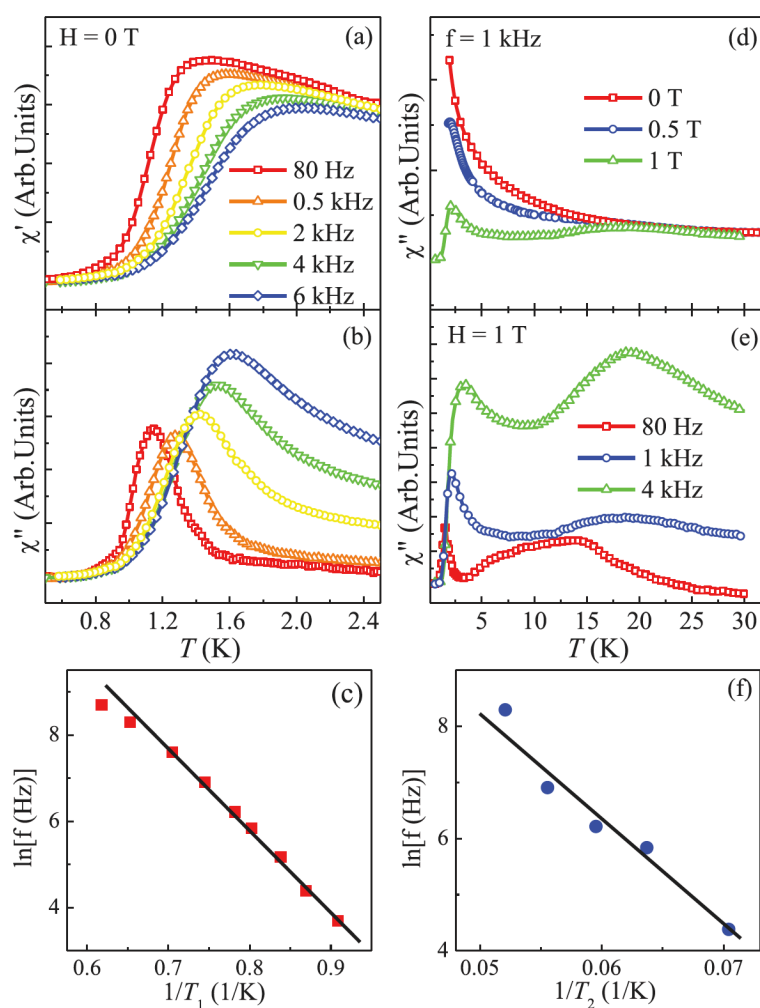 H = 0 T
(a)
χ' (Arb.Units)
80 Hz
0.5 kHz
2 kHz
4 kHz
6 kHz
(b)
χ" (Arb.Units)
0.8 1.2 1.6 2.0 2.4
T (K)
(c)
ln[f (Hz)]
8
6
4
0.6 0.7 0.8 0.9
1/T₁ (1/K)
f = 1 kHz
(d)
χ" (Arb.Units)
0 T
0.5 T
1 T
H = 1 T
(e)
χ" (Arb.Units)
80 Hz
1 kHz
4 kHz
5 10 15 20 25 30
T (K)
(f)
ln[f (Hz)]
8
6
4
0.05 0.06 0.07
1/T₂ (1/K)